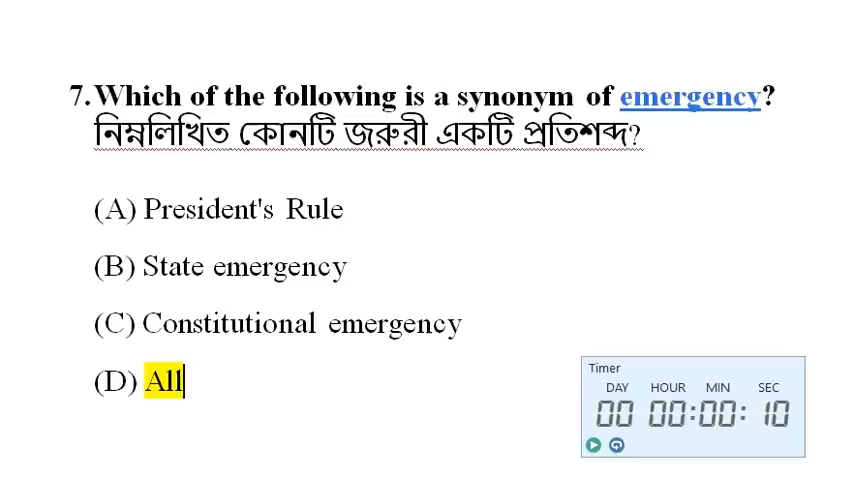 7. Which of the following is a synonym of emergency?
নিম্নলিখিত কোনটি জরুরী একটি প্রতিশব্দ?
(A) President's Rule
(B) State emergency
(C) Constitutional emergency
(D) All
Timer
DAY HOUR MIN SEC
00 00:00: 10